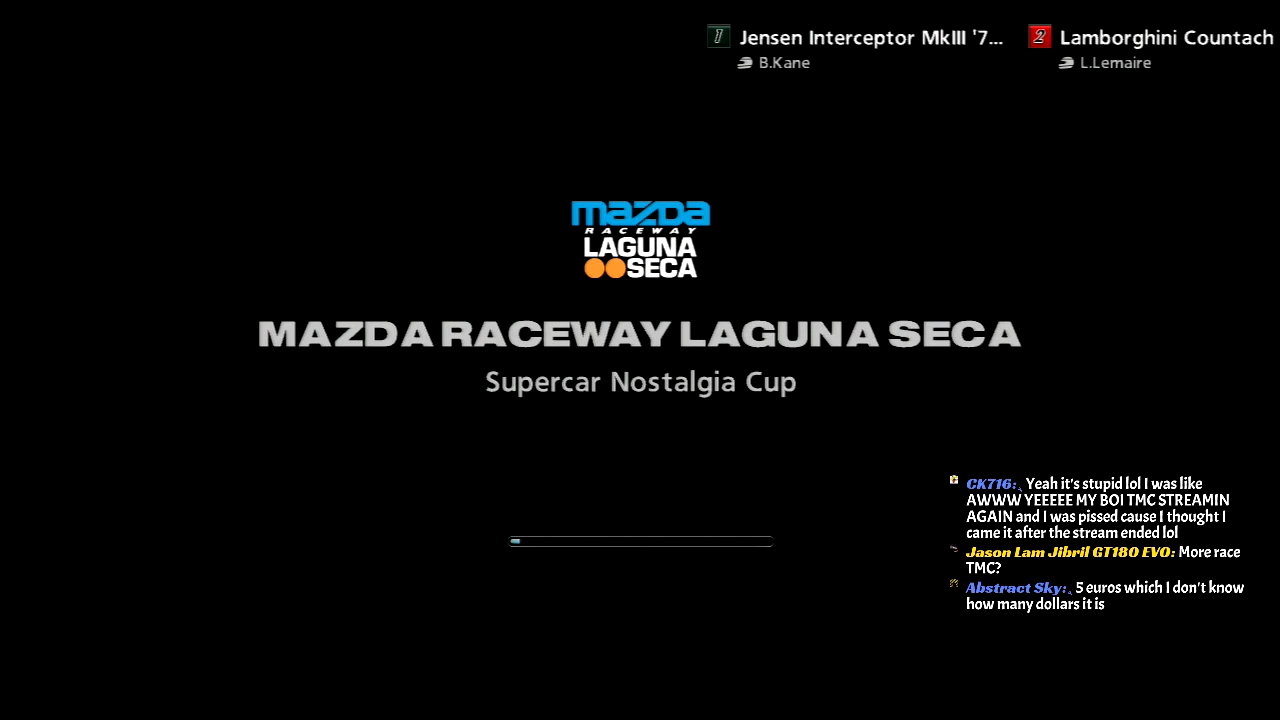 1 Jensen Interceptor MkIII '7...
B.Kane
2 Lamborghini Countach
L.Lemaire
mazda
RACEWAY
LAGUNA
SECA
MAZDA RACEWAY LAGUNA SECA
Supercar Nostalgia Cup
CK716: Yeah it's stupid lol I was like
AWWW YEEEEE MY BOI TMC STREAMIN
AGAIN and I was pissed cause I thought I
came it after the stream ended lol
Jason Lam Jibril GT180 EVO: More race
TMC?
Abstract Sky: 5 euros which I don't know
how many dollars it is